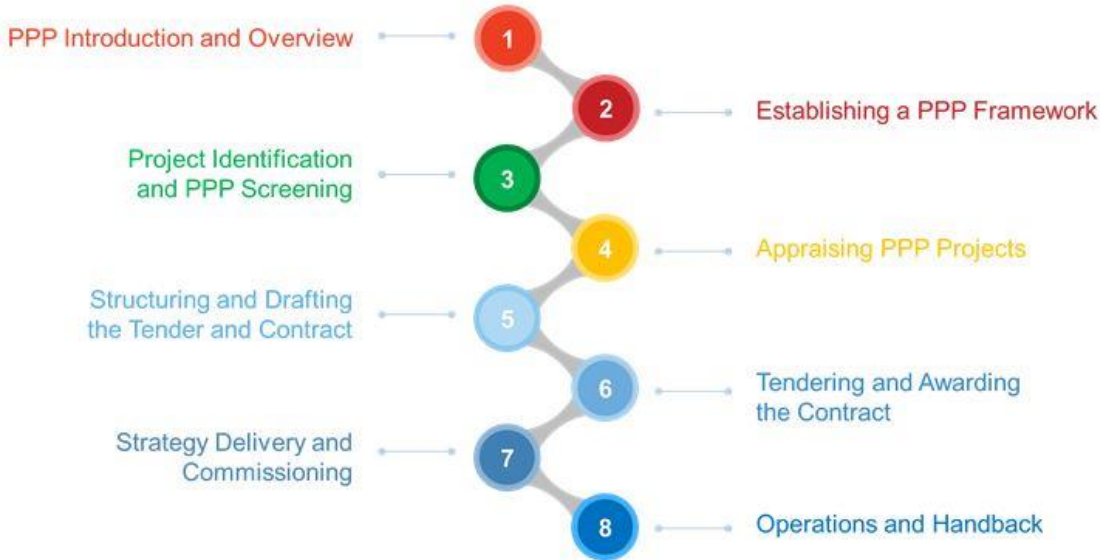 PPP Introduction and Overview
1
2
Establishing a PPP Framework
Project Identification
and PPP Screening
3
4
Appraising PPP Projects
Structuring and Drafting
the Tender and Contract
5
6
Tendering and Awarding
the Contract
Strategy Delivery and
Commissioning
7
8
Operations and Handback